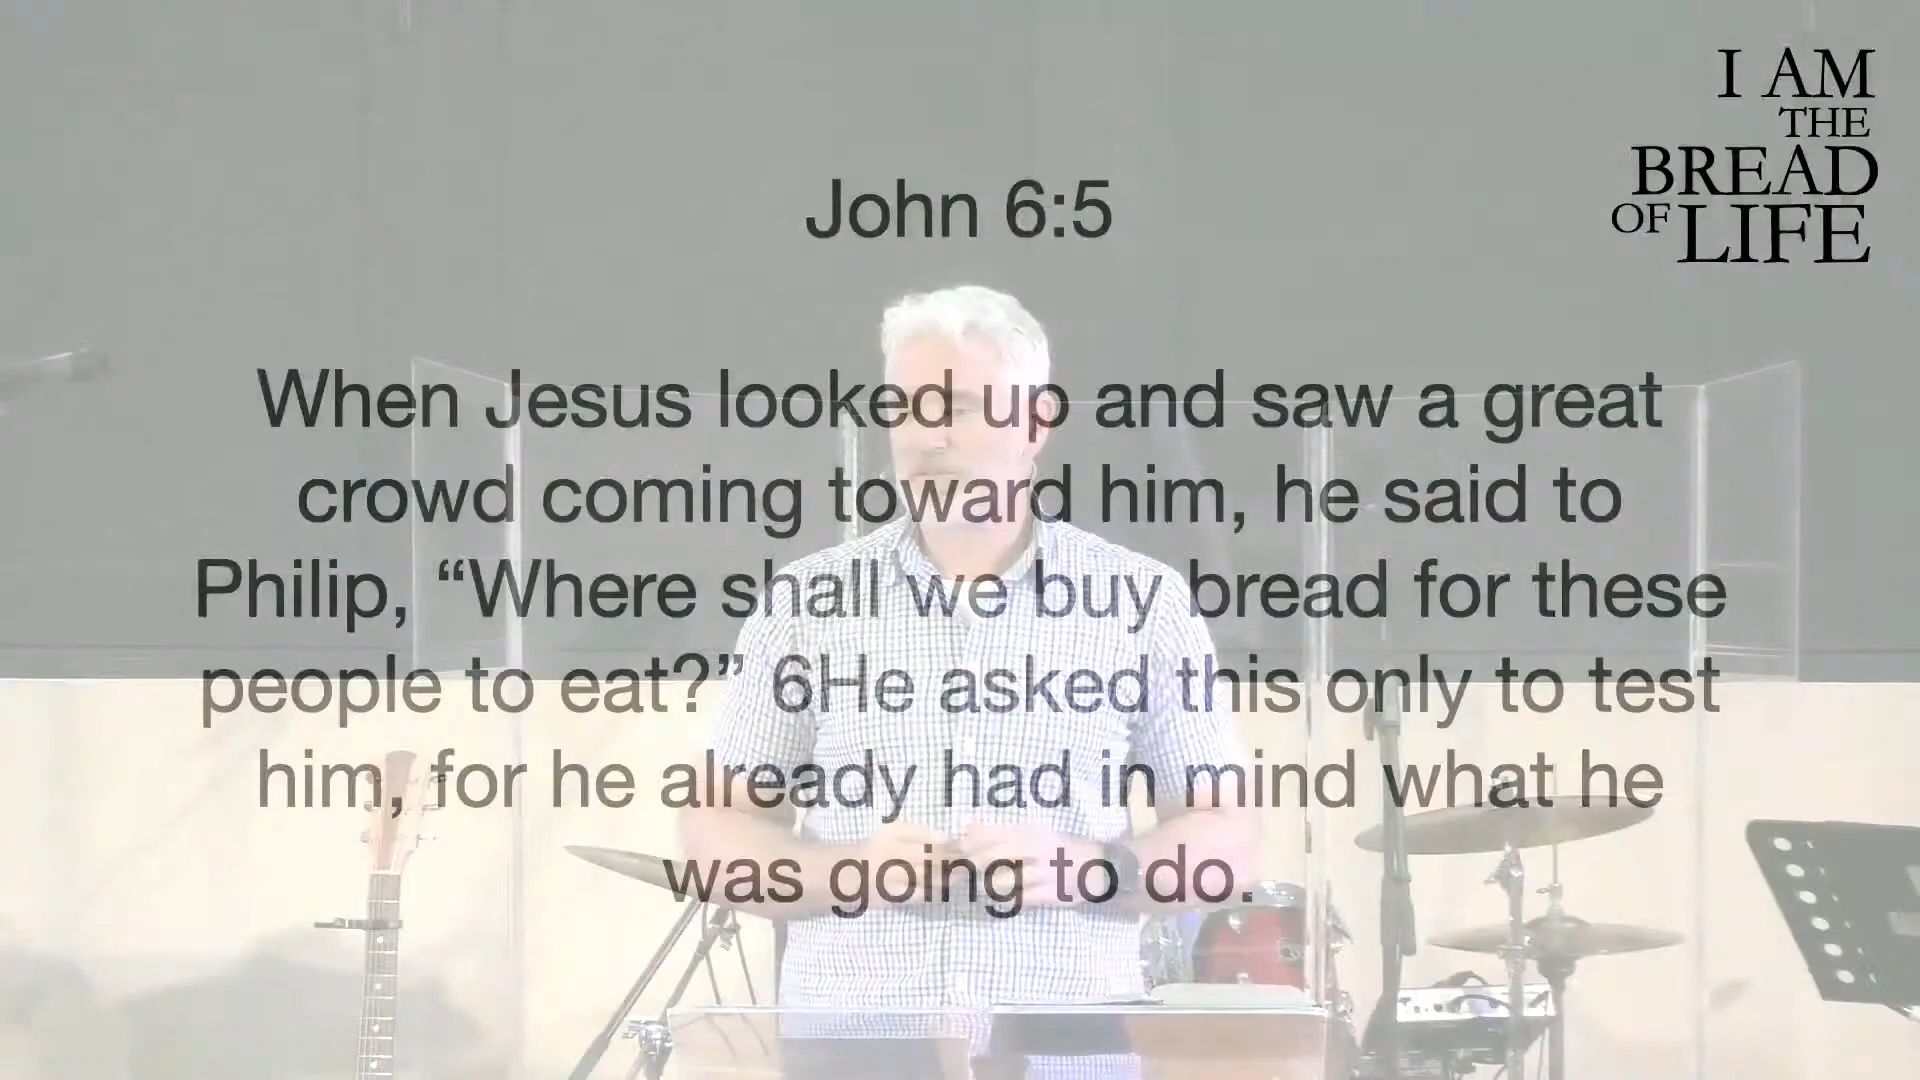 I AM
THE
BREAD
OF LIFE
John 6:5
When Jesus looked up and saw a great
crowd coming toward him, he said to
Philip, “Where shall we buy bread for these
people to eat?” 6He asked this only to test
him, for he already had in mind what he
was going to do.